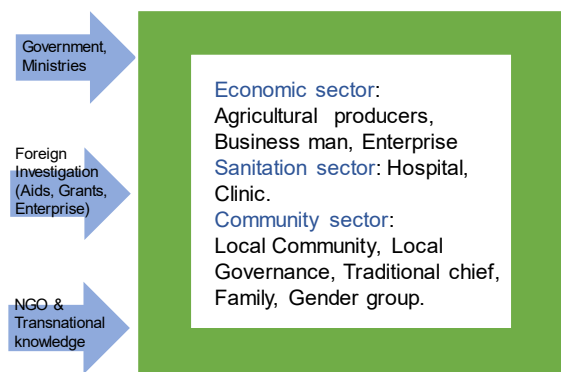 Government,
Ministries
Foreign
Investigation
(Aids, Grants,
Enterprise)
NGO &
Transnational
knowledge
Economic sector:
Agricultural producers,
Business man, Enterprise
Sanitation sector: Hospital,
Clinic.
Community sector:
Local Community, Local
Governance, Traditional chief,
Family, Gender group.